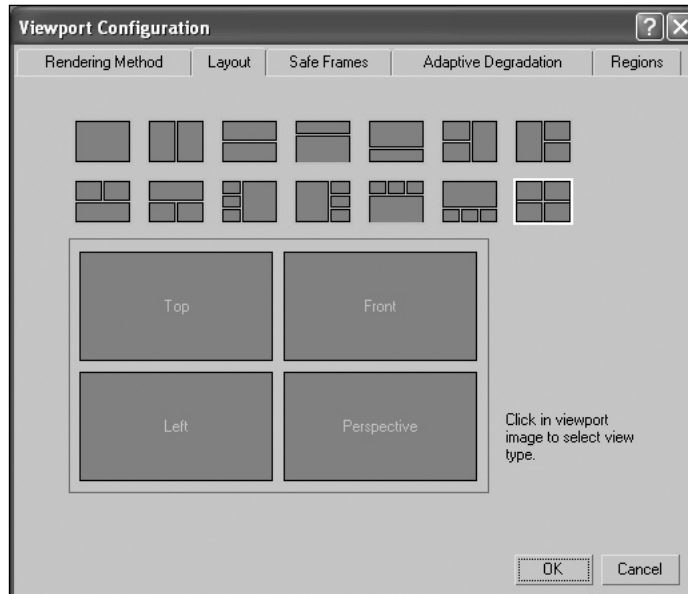 Viewport Configuration
Rendering Method Layout Safe Frames Adaptive Degradation Regions
Top Front
Left Perspective
Click in viewport
image to select view
type.
OK Cancel